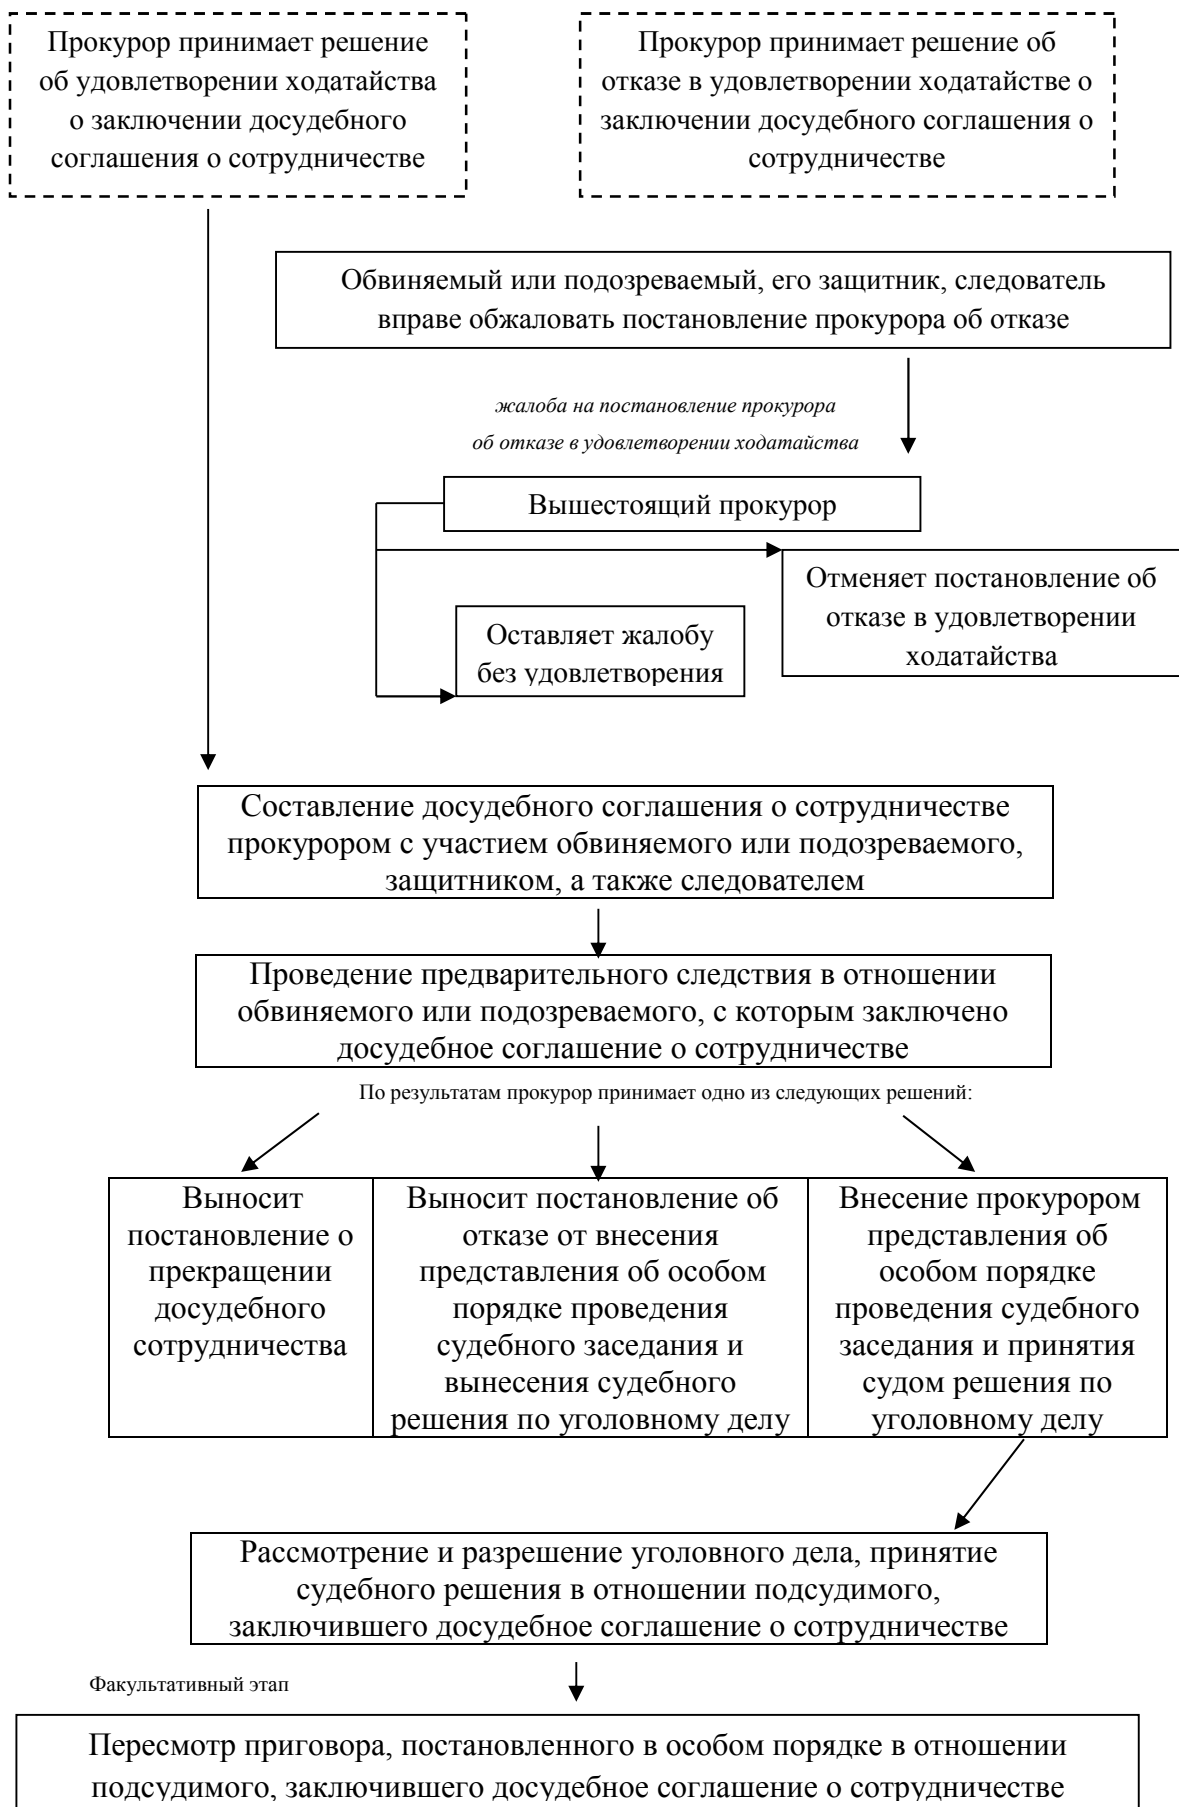 Прокурор принимает решение
об удовлетворении ходатайства
о заключении досудебного
соглашения о сотрудничестве
Прокурор принимает решение об
отказе в удовлетворении ходатайстве о
заключении досудебного соглашения о
сотрудничестве
Обвиняемый или подозреваемый, его защитник, следователь
вправе обжаловать постановление прокурора об отказе
жалоба на постановление прокурора
об отказе в удовлетворении ходатайства
Вышестоящий прокурор
Отменяет постановление об
отказе в удовлетворении
ходатайства
Оставляет жалобу
без удовлетворения
Составление досудебного соглашения о сотрудничестве
прокурором с участием обвиняемого или подозреваемого,
защитником, а также следователем
Проведение предварительного следствия в отношении
обвиняемого или подозреваемого, с которым заключено
досудебное соглашение о сотрудничестве
По результатам прокурор принимает одно из следующих решений:
Выносит
постановление о
прекращении
досудебного
сотрудничества
Выносит постановление об
отказе от внесения
представления об особом
порядке проведения
судебного заседания и
вынесения судебного
решения по уголовному делу
Внесение прокурором
представления об
особом порядке
проведения судебного
заседания и принятия
судом решения по
уголовному делу
Рассмотрение и разрешение уголовного дела, принятие
судебного решения в отношении подсудимого,
заключившего досудебное соглашение о сотрудничестве
Факультативный этап
Пересмотр приговора, постановленного в особом порядке в отношении
подсудимого, заключившего досудебное соглашение о сотрудничестве